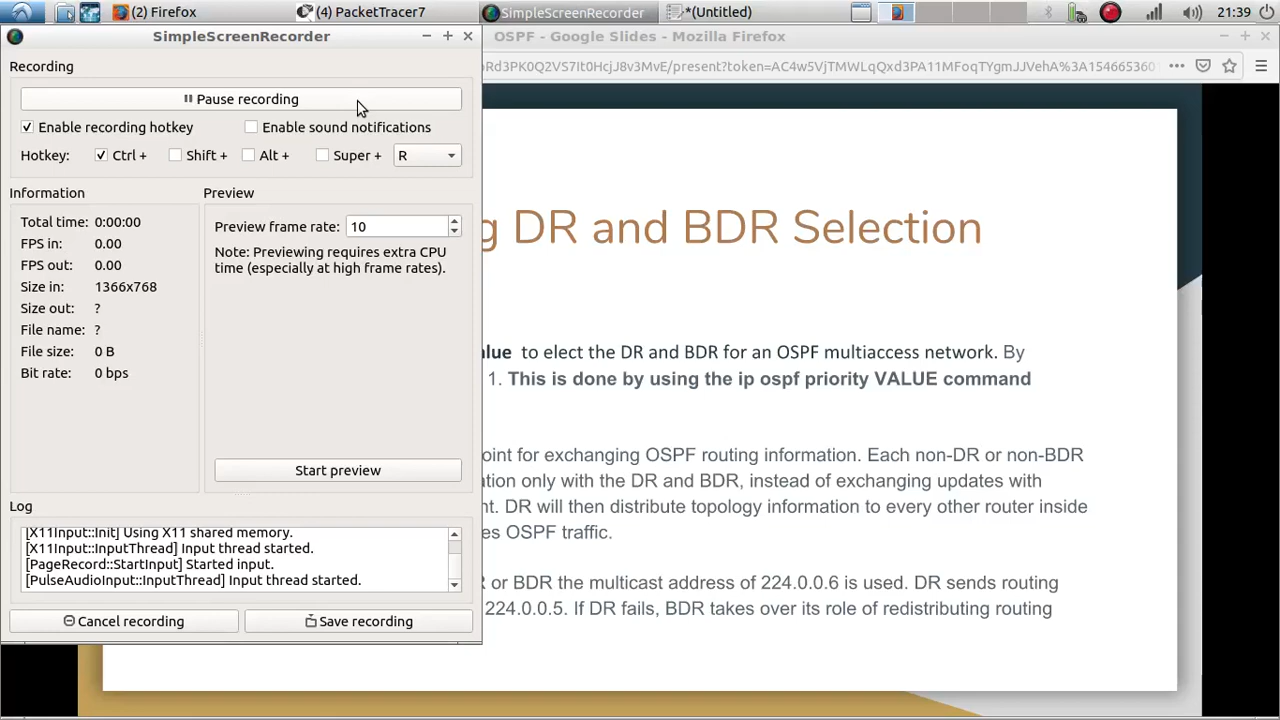 (2) Firefox
(4) PacketTracer7
SimpleScreenRecorder
*(Untitled)
21:39
SimpleScreenRecorder
OSPF - Google Slides - Mozilla Firefox
Rd3PK0Q2VS7It0HcjJ8v3MvE/present?token=AC4w5VjTMWLqQxd3PA11MFoqTYgmJJVehA%3A1546653601
Recording
Pause recording
Enable recording hotkey
Enable sound notifications
Hotkey:
Ctrl +
Shift +
Alt +
Super +
R
Information
Total time: 0:00:00
FPS in: 0.00
FPS out: 0.00
Size in: 1366x768
Size out: ?
File name: ?
File size: 0 B
Bit rate: 0 bps
Preview
Preview frame rate: 10
Note: Previewing requires extra CPU
time (especially at high frame rates).
Start preview
Log
[X11Input::Init] Using X11 shared memory.
[X11Input::InputThread] Input thread started.
[PageRecord::StartInput] Started input.
[PulseAudioInput::InputThread] Input thread started.
Cancel recording
Save recording
g DR and BDR Selection
alue to elect the DR and BDR for an OSPF multiaccess network. By
1. This is done by using the ip ospf priority VALUE command
oint for exchanging OSPF routing information. Each non-DR or non-BDR
tion only with the DR and BDR, instead of exchanging updates with
nt. DR will then distribute topology information to every other router inside
es OSPF traffic.
R or BDR the multicast address of 224.0.0.6 is used. DR sends routing
224.0.0.5. If DR fails, BDR takes over its role of redistributing routing